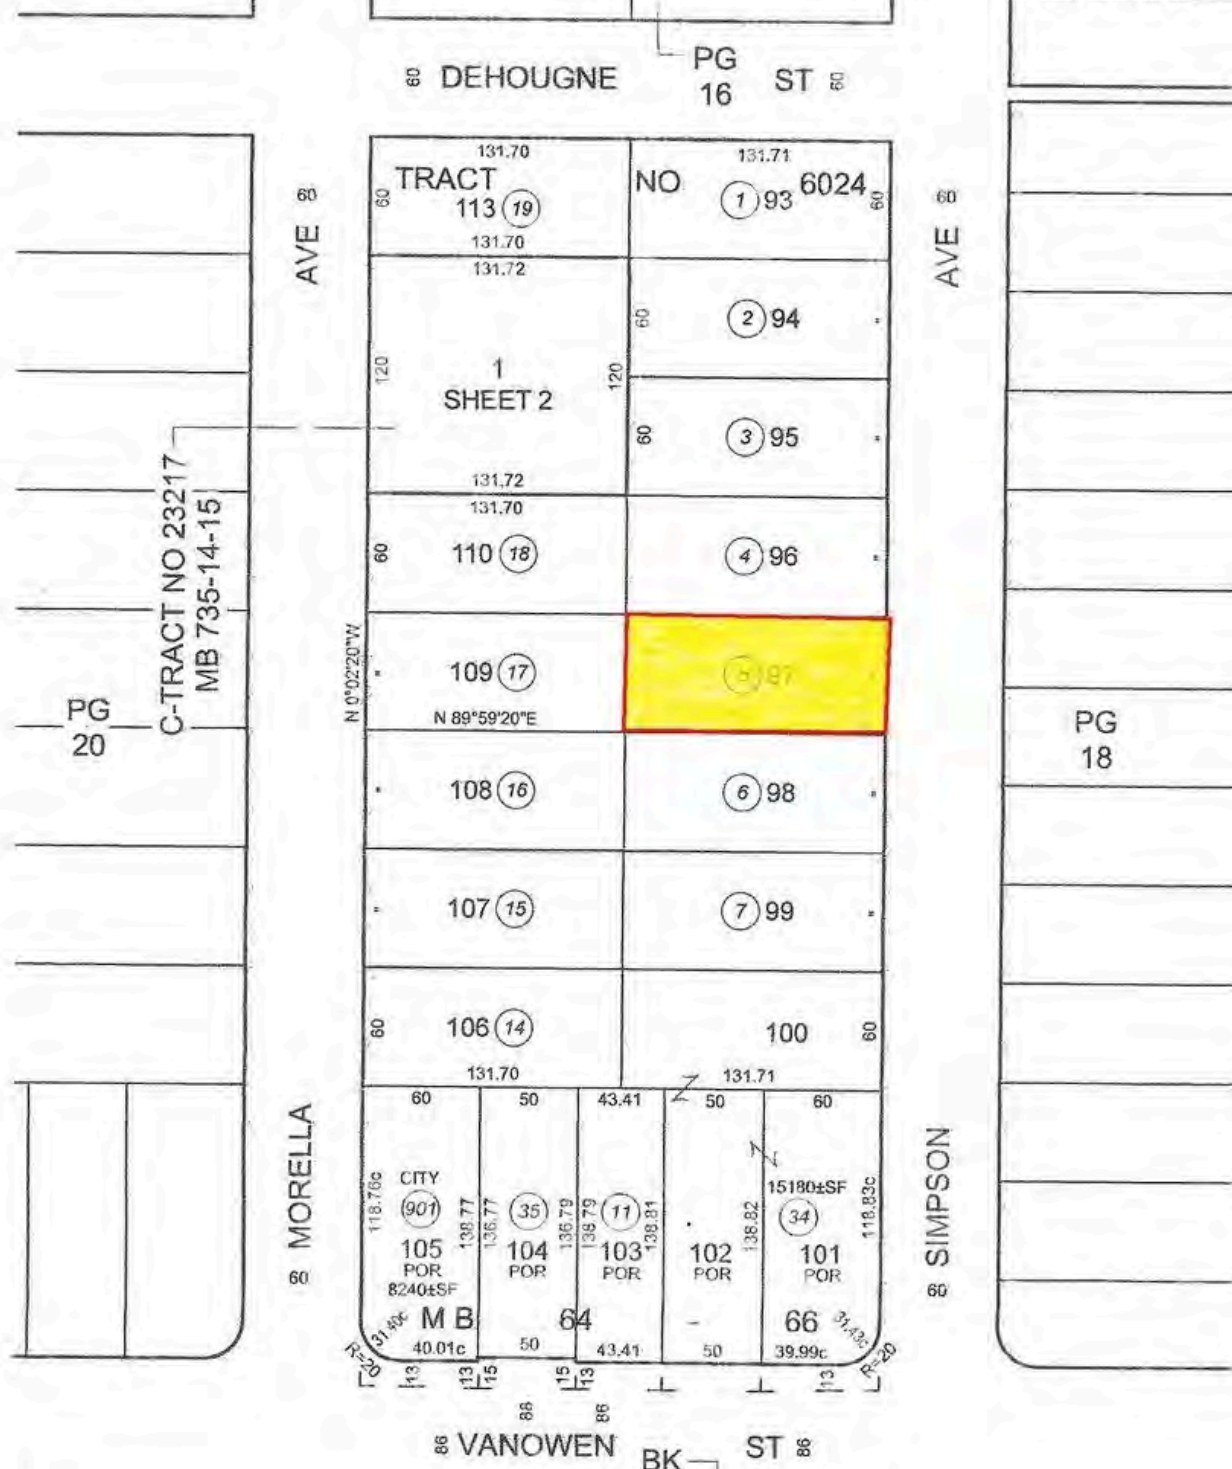 PG
16
60 DEHOUGNE ST 60
131.70
131.71
TRACT NO 6024
60 113 19
1 93 60
131.70
131.72
AVE 60
AVE 60
60 2 94 "
120 1 120
SHEET 2
60 3 95 "
131.72
131.70
C-TRACT NO 23217
MB 735-14-15
60 110 18
4 96 "
N 0°02'20"W
" 109 17
97
N 89°59'20"E
PG
20
PG
18
" 108 16
6 98 "
" 107 15
7 99 "
60 106 14
100 60
131.70
131.71
60 50 43.41 50 60
60 MORELLA
60 SIMPSON
CITY
15180±SF
118.76c 901 138.77 136.77 35 136.79 138.79 11 138.81 138.82 34 118.83c
105 104 103 102 101
POR POR POR POR POR
8240±SF
M B 64 66
31.40c 31.43c
R=20 40.01c 50 43.41 50 39.99c R=20
13 13 15 15 13 13
88 86
86 VANOWEN ST 86
BK